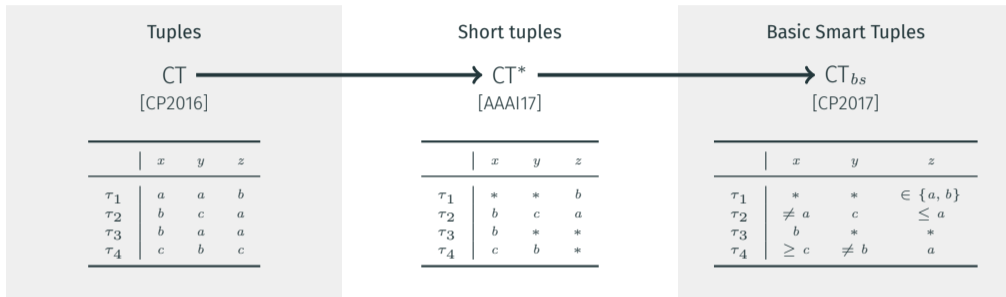 Tuples
CT
[CP2016]
x y z
τ1 a a b
τ2 b c a
τ3 b a a
τ4 c b c
Short tuples
CT*
[AAAI17]
x y z
τ1 * * b
τ2 b c a
τ3 b * *
τ4 c b *
Basic Smart Tuples
CTbs
[CP2017]
x y z
τ1 * * ∈ {a, b}
τ2 ≠ a c ≤ a
τ3 b * *
τ4 ≥ c ≠ b a